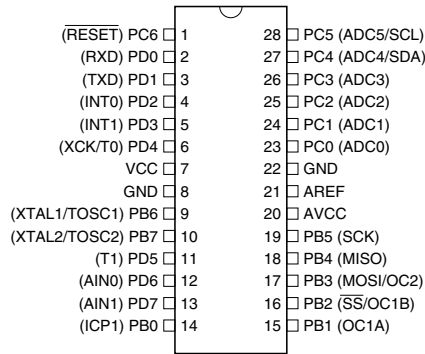 (RESET) PC6 1 28 PC5 (ADC5/SCL)
(RXD) PD0 2 27 PC4 (ADC4/SDA)
(TXD) PD1 3 26 PC3 (ADC3)
(INT0) PD2 4 25 PC2 (ADC2)
(INT1) PD3 5 24 PC1 (ADC1)
(XCK/T0) PD4 6 23 PC0 (ADC0)
VCC 7 22 GND
GND 8 21 AREF
(XTAL1/TOSC1) PB6 9 20 AVCC
(XTAL2/TOSC2) PB7 10 19 PB5 (SCK)
(T1) PD5 11 18 PB4 (MISO)
(AIN0) PD6 12 17 PB3 (MOSI/OC2)
(AIN1) PD7 13 16 PB2 (SS/OC1B)
(ICP1) PB0 14 15 PB1 (OC1A)